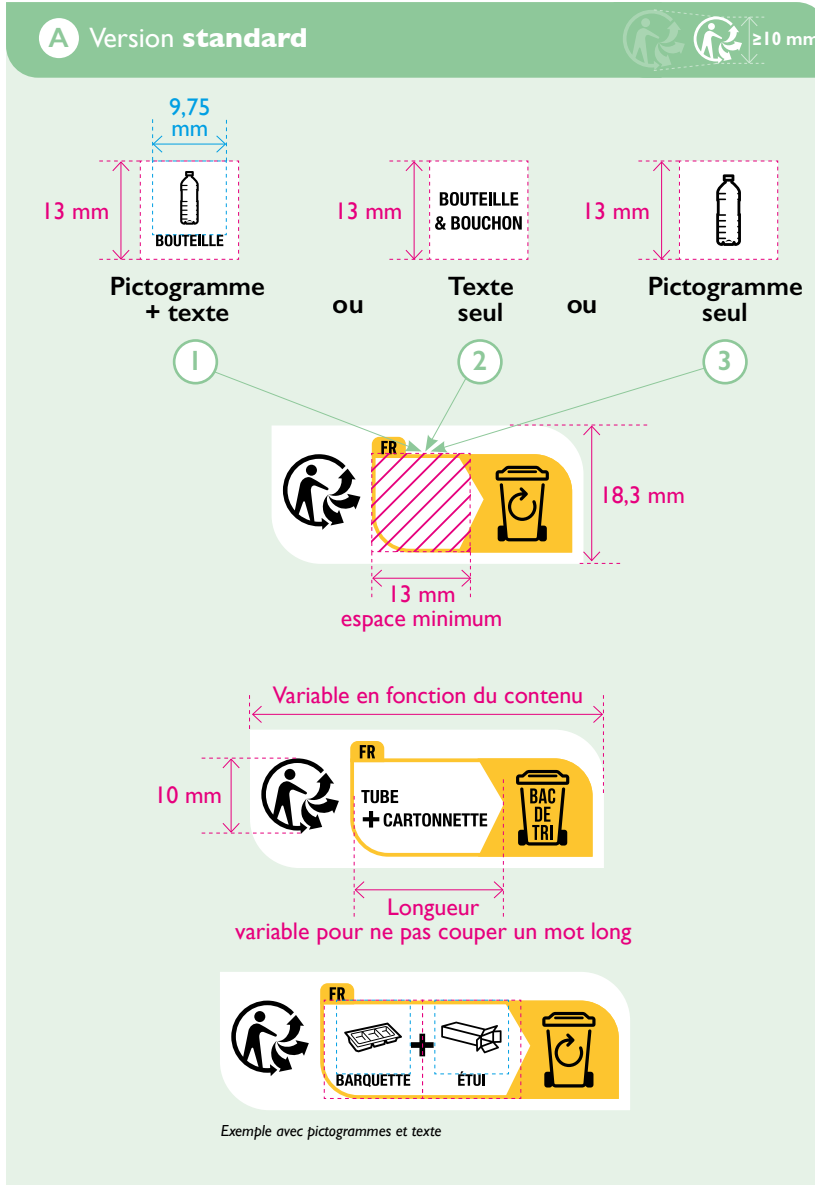 A Version standard
≥10 mm
9,75
mm
13 mm
BOUTEILLE
13 mm
BOUTEILLE
& BOUCHON
13 mm
Pictogramme
+ texte
ou
Texte
seul
ou
Pictogramme
seul
1
2
3
FR
18,3 mm
13 mm
espace minimum
Variable en fonction du contenu
FR
10 mm
TUBE
+ CARTONNETTE
BAC
DE
TRI
Longueur
variable pour ne pas couper un mot long
FR
+
BARQUETTE
ÉTUI
Exemple avec pictogrammes et texte